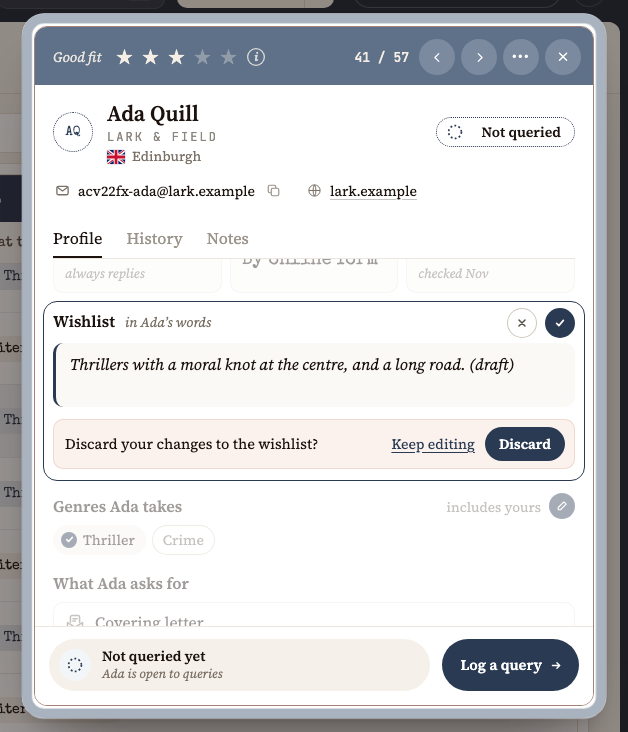 Good fit
41 / 57
AQ
Ada Quill
LARK & FIELD
Edinburgh
Not queried
acv22fx-ada@lark.example
lark.example
Profile
History
Notes
always replies
By online form
checked Nov
Wishlist in Ada's words
Thrillers with a moral knot at the centre, and a long road. (draft)
Discard your changes to the wishlist?
Keep editing
Discard
Genres Ada takes
includes yours
Thriller
Crime
What Ada asks for
Covering letter
Not queried yet
Ada is open to queries
Log a query →